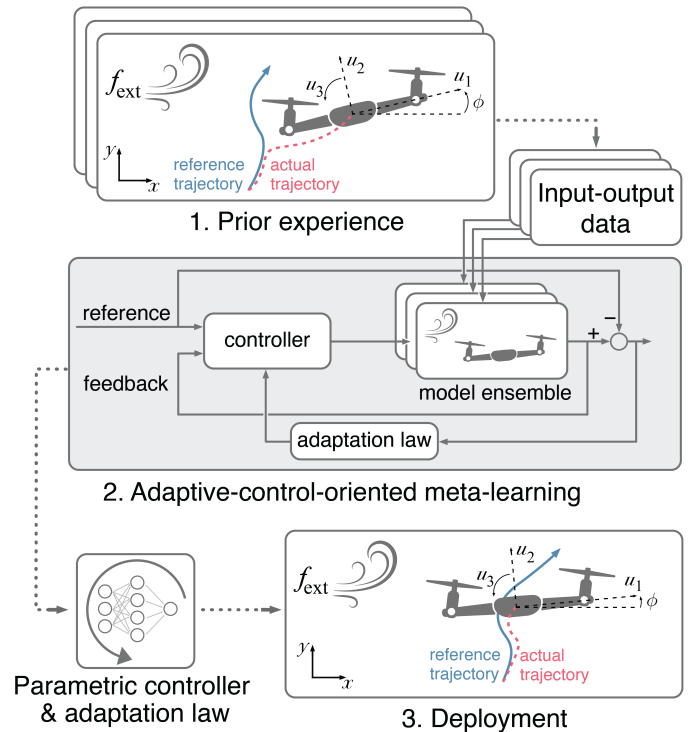 f_ext
u_2
u_3
u_1
ϕ
y
x
reference
trajectory
actual
trajectory
1. Prior experience
Input-output
data
reference
feedback
controller
model ensemble
+
−
adaptation law
2. Adaptive-control-oriented meta-learning
Parametric controller
& adaptation law
f_ext
u_2
u_3
u_1
ϕ
y
x
reference
trajectory
actual
trajectory
3. Deployment